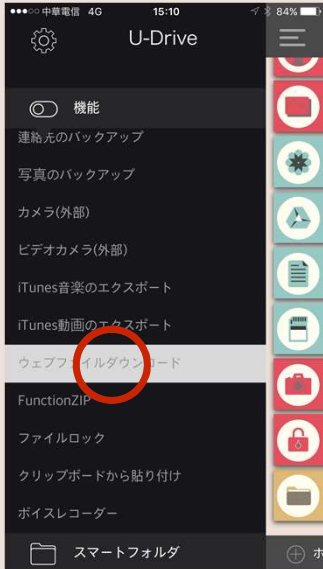 中華電信 4G 15:10 84%
U-Drive
機能
連絡先のバックアップ
写真のバックアップ
カメラ(外部)
ビデオカメラ(外部)
iTunes音楽のエクスポート
iTunes動画のエクスポート
ウェブファイルダウンロード
FunctionZIP
ファイルロック
クリップボードから貼り付け
ボイスレコーダー
スマートフォルダ
ホ